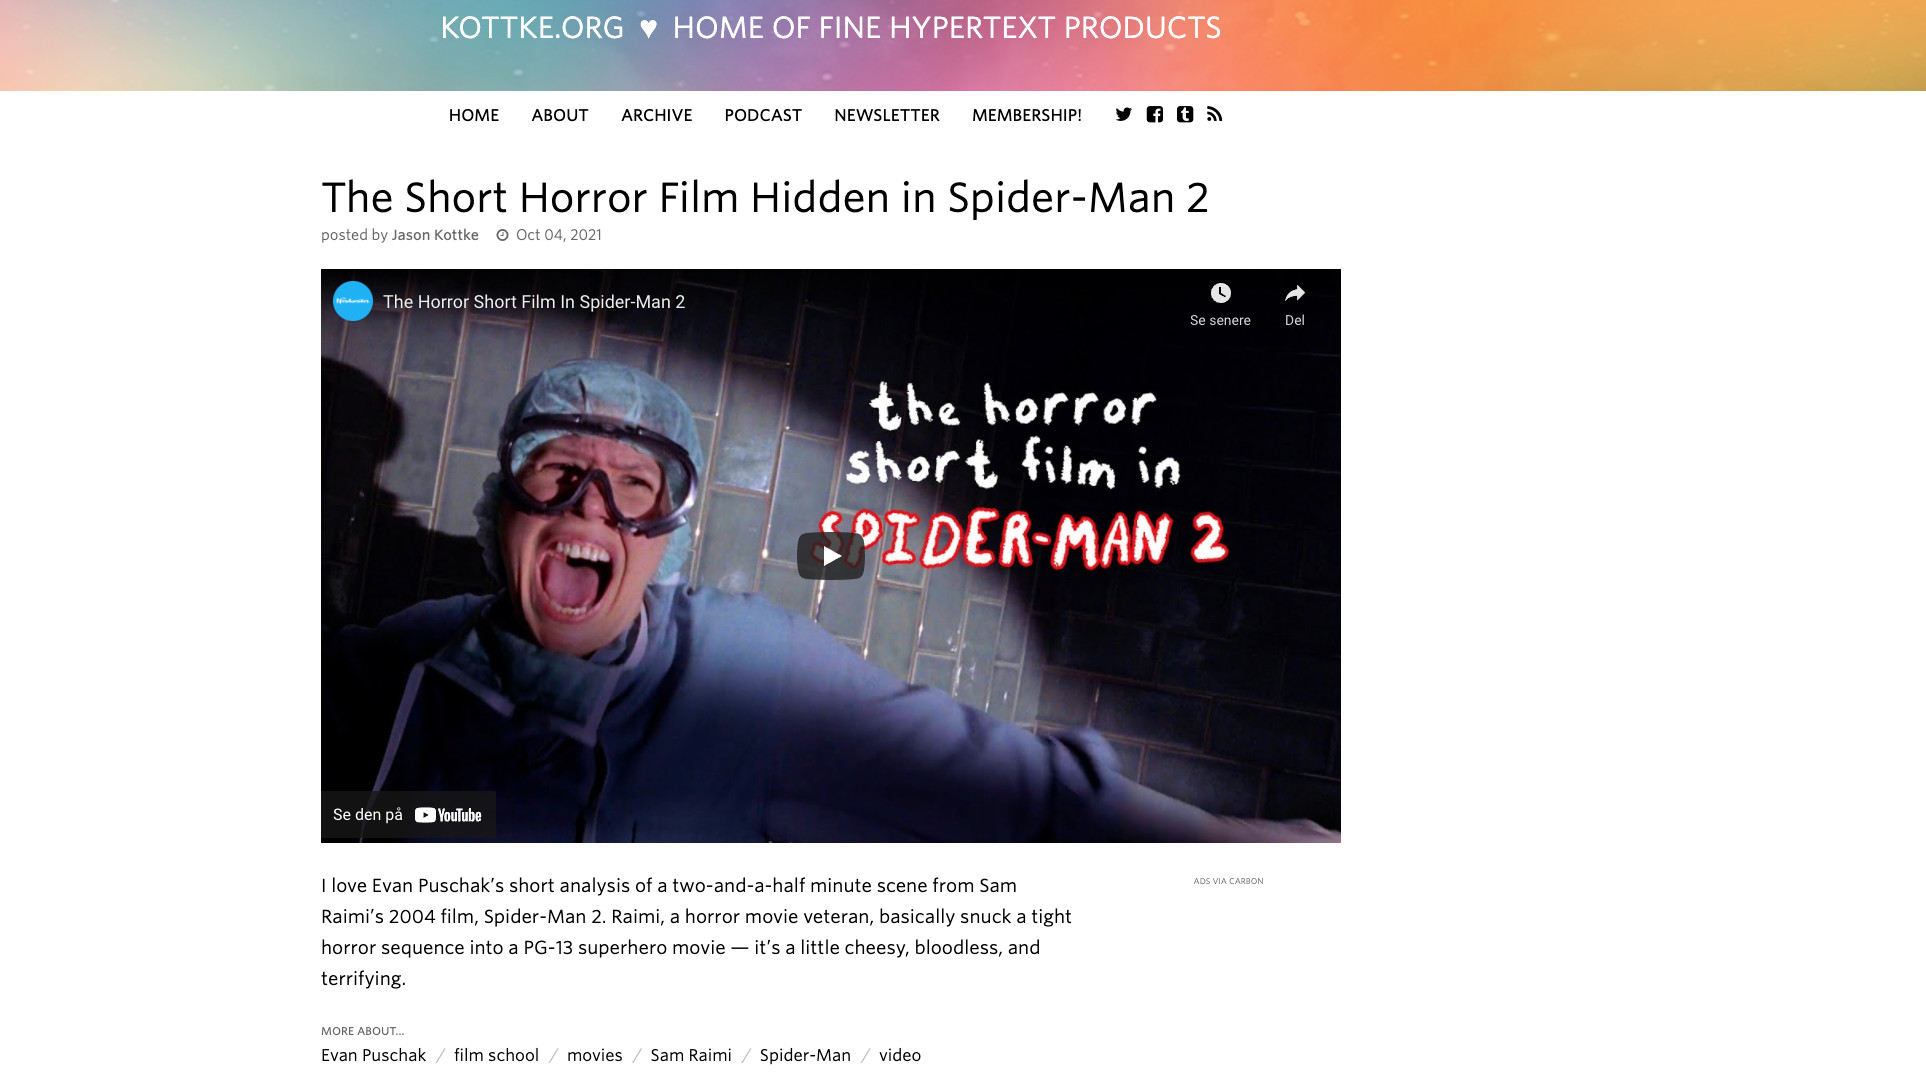 KOTTKE.ORG ♥ HOME OF FINE HYPERTEXT PRODUCTS
HOME ABOUT ARCHIVE PODCAST NEWSLETTER MEMBERSHIP!
The Short Horror Film Hidden in Spider-Man 2
posted by Jason Kottke Oct 04, 2021
The Horror Short Film In Spider-Man 2
Se senere Del
the horror
short film in
SPIDER-MAN 2
Se den på YouTube
I love Evan Puschak’s short analysis of a two-and-a-half minute scene from Sam
Raimi’s 2004 film, Spider-Man 2. Raimi, a horror movie veteran, basically snuck a tight
horror sequence into a PG-13 superhero movie — it’s a little cheesy, bloodless, and
terrifying.
ADS VIA CARBON
MORE ABOUT...
Evan Puschak / film school / movies / Sam Raimi / Spider-Man / video